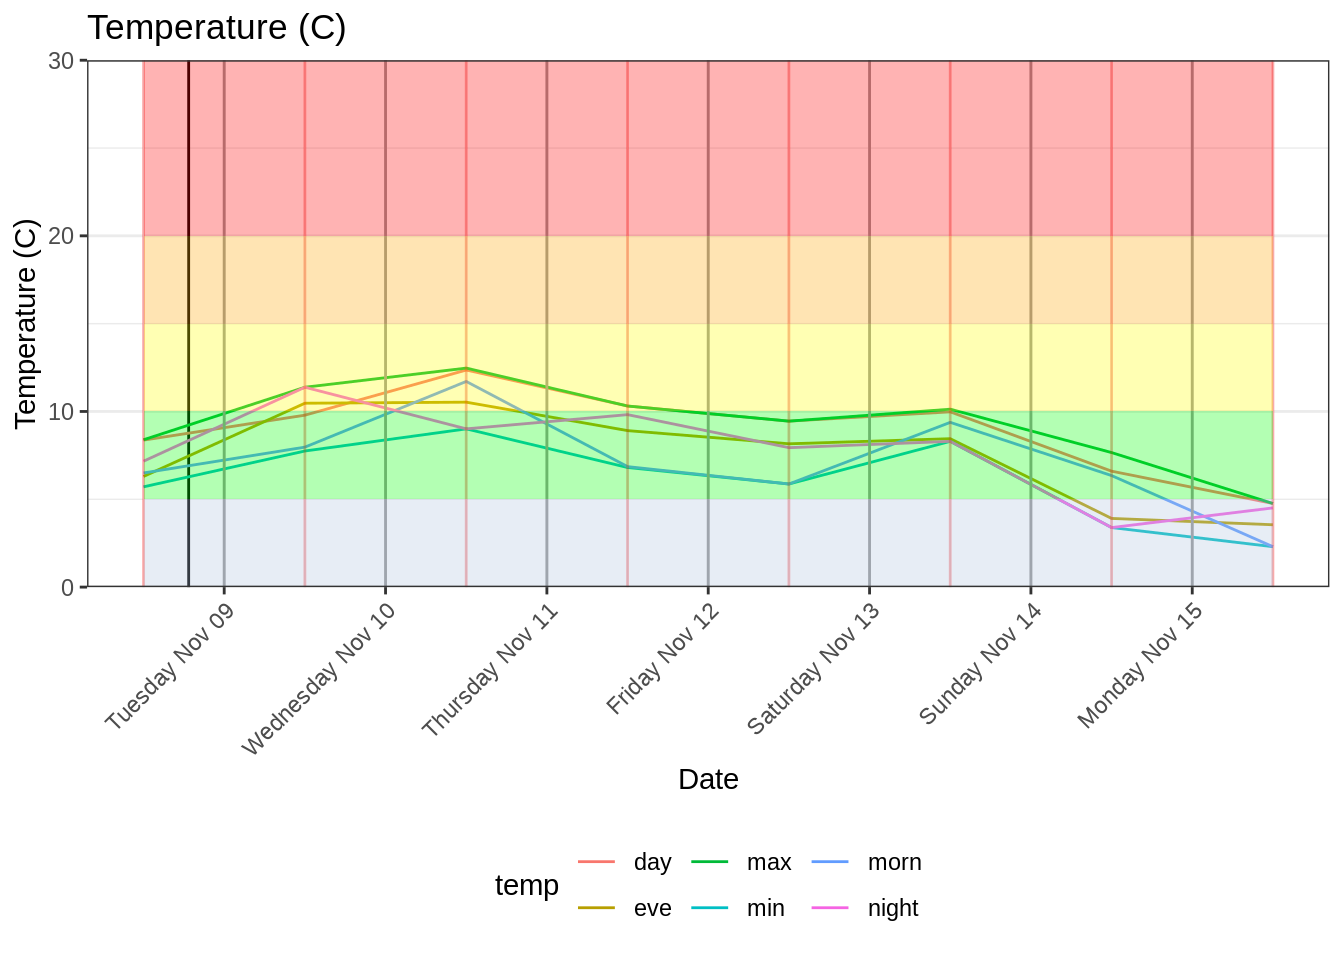 Temperature (C)
Temperature (C)
30
20
10
0
Tuesday Nov 09
Wednesday Nov 10
Thursday Nov 11
Friday Nov 12
Saturday Nov 13
Sunday Nov 14
Monday Nov 15
Date
temp
day
max
morn
eve
min
night